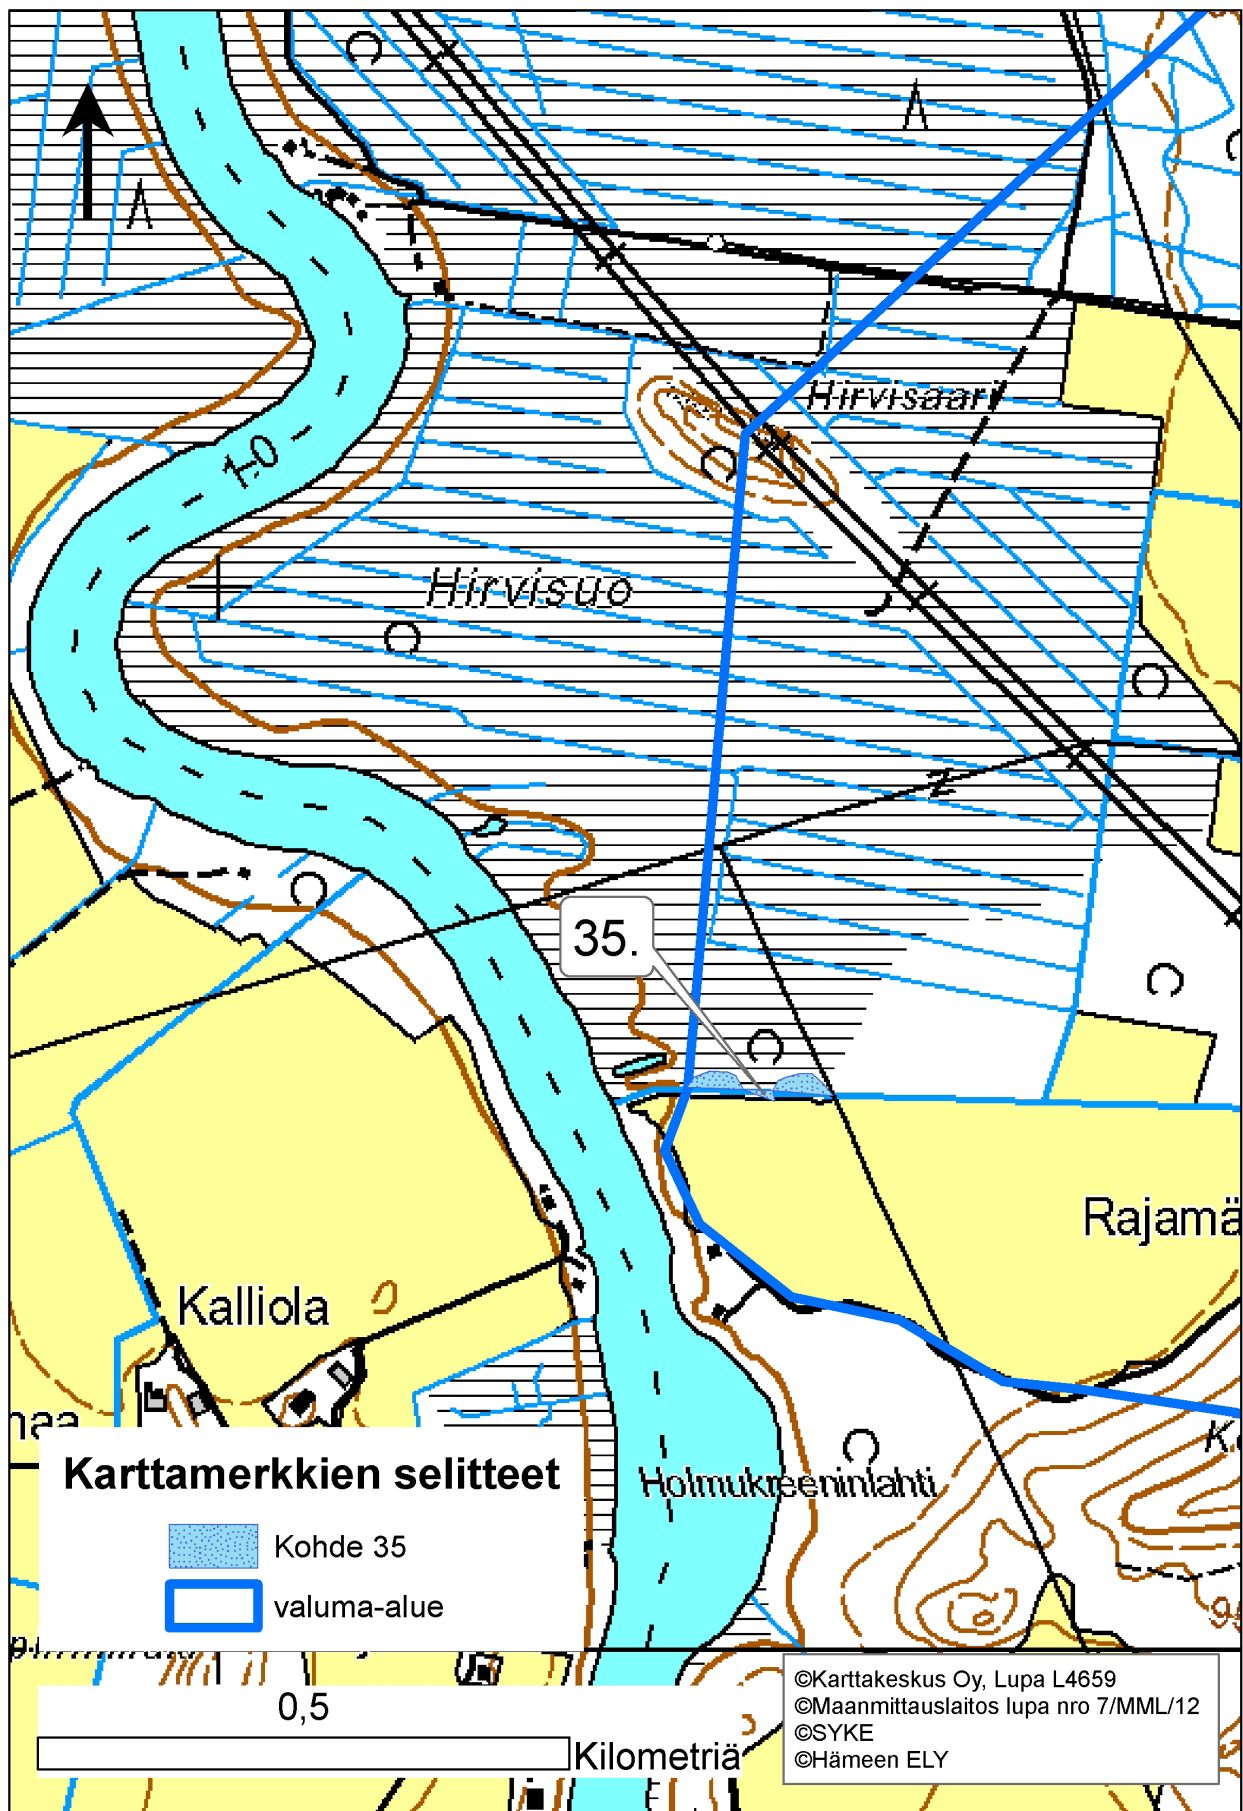 Hirvisaari
1-0
Hirvisuo
N
35.
Rajamä
Kalliola
naa
Karttamerkkien selitteet
Kohde 35
valuma-alue
Holmukreeninlahti
©Karttakeskus Oy, Lupa L4659
©Maanmittauslaitos lupa nro 7/MML/12
©SYKE
©Hämeen ELY
0,5
Kilometriä